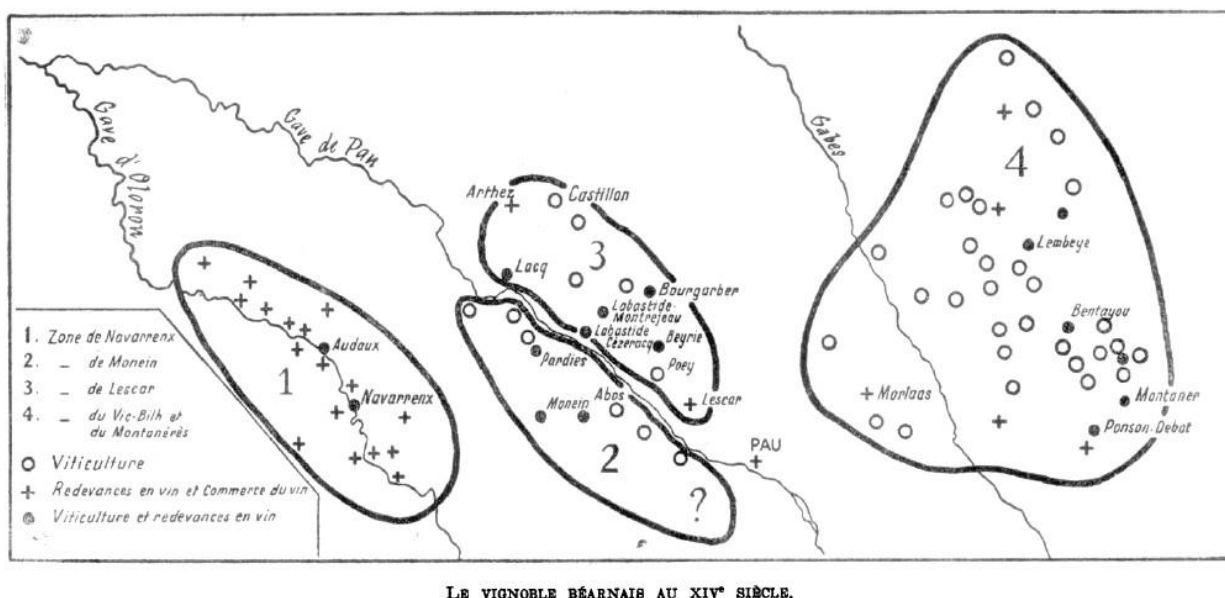 Gave d'Oloron
Gave de Pau
Gabes
Arthez
Castillon
3
4
Lacq
Bourgarber
Labastide-
Montréjeau
Labastide
Cézeracq
Beyrie
Poey
Lescar
Lembeye
Bentayou
Morlaas
Montaner
Ponson-Debat
1
Audaux
Navarrenx
Pardies
Monein
Abos
2
?
PAU
1. Zone de Navarrenx
2. _ de Monein
3. _ de Lescar
4. _ du Vic-Bilh et
du Montanérès
Viticulture
+ Redevances en vin et Commerce du vin
Viticulture et redevances en vin
LE VIGNOBLE BÉARNAIS AU XIVe SIÈCLE.